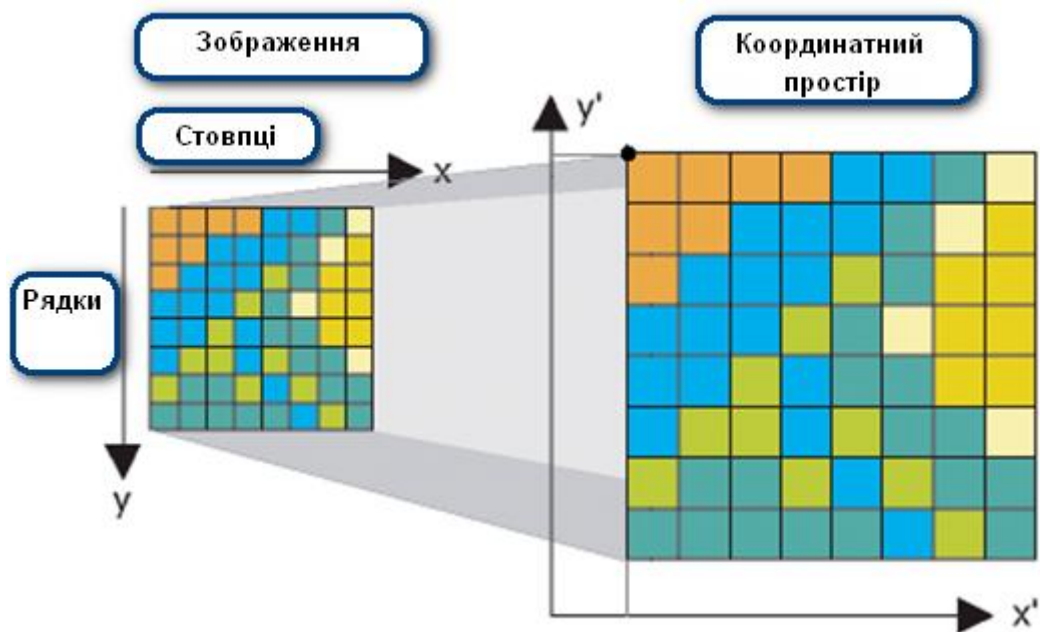 Зображення
Координатний
простір
Стовпці
x
y'
Рядки
y
x'